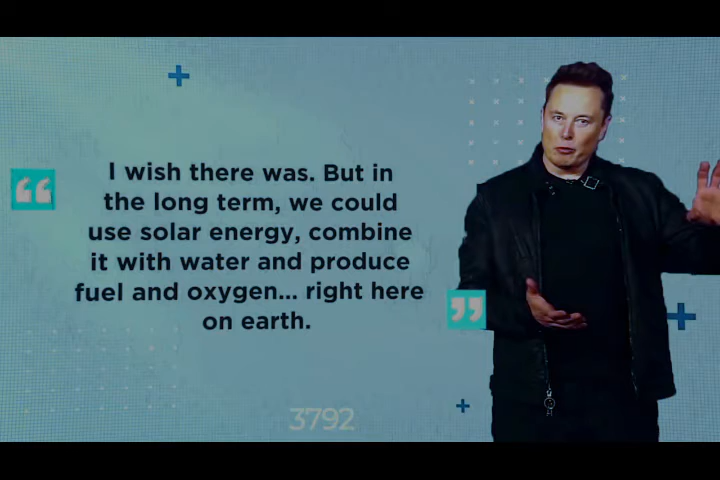 I wish there was. But in
the long term, we could
use solar energy, combine
it with water and produce
fuel and oxygen... right here
on earth.
3792